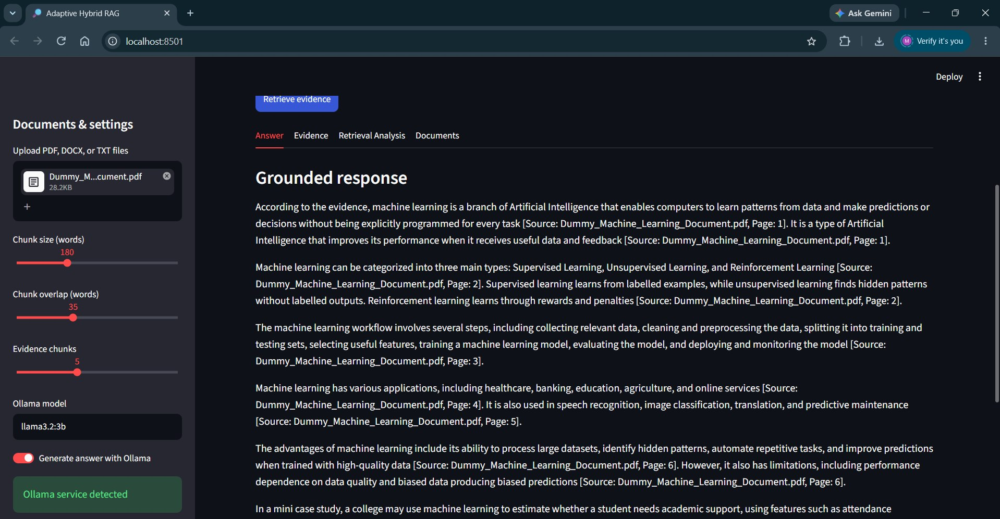 Adaptive Hybrid RAG
Ask Gemini
localhost:8501
M
Verify it's you
Deploy
Documents & settings
Upload PDF, DOCX, or TXT files
Dummy_M...cument.pdf
28.2KB
Chunk size (words)
180
Chunk overlap (words)
35
Evidence chunks
5
Ollama model
llama3.2:3b
Generate answer with Ollama
Ollama service detected
Retrieve evidence
Answer Evidence Retrieval Analysis Documents
Grounded response
According to the evidence, machine learning is a branch of Artificial Intelligence that enables computers to learn patterns from data and make predictions or
decisions without being explicitly programmed for every task [Source: Dummy_Machine_Learning_Document.pdf, Page: 1]. It is a type of Artificial
Intelligence that improves its performance when it receives useful data and feedback [Source: Dummy_Machine_Learning_Document.pdf, Page: 1].
Machine learning can be categorized into three main types: Supervised Learning, Unsupervised Learning, and Reinforcement Learning [Source:
Dummy_Machine_Learning_Document.pdf, Page: 2]. Supervised learning learns from labelled examples, while unsupervised learning finds hidden patterns
without labelled outputs. Reinforcement learning learns through rewards and penalties [Source: Dummy_Machine_Learning_Document.pdf, Page: 2].
The machine learning workflow involves several steps, including collecting relevant data, cleaning and preprocessing the data, splitting it into training and
testing sets, selecting useful features, training a machine learning model, evaluating the model, and deploying and monitoring the model [Source:
Dummy_Machine_Learning_Document.pdf, Page: 3].
Machine learning has various applications, including healthcare, banking, education, agriculture, and online services [Source:
Dummy_Machine_Learning_Document.pdf, Page: 4]. It is also used in speech recognition, image classification, translation, and predictive maintenance
[Source: Dummy_Machine_Learning_Document.pdf, Page: 5].
The advantages of machine learning include its ability to process large datasets, identify hidden patterns, automate repetitive tasks, and improve predictions
when trained with high-quality data [Source: Dummy_Machine_Learning_Document.pdf, Page: 6]. However, it also has limitations, including performance
dependence on data quality and biased data producing biased predictions [Source: Dummy_Machine_Learning_Document.pdf, Page: 6].
In a mini case study, a college may use machine learning to estimate whether a student needs academic support, using features such as attendance